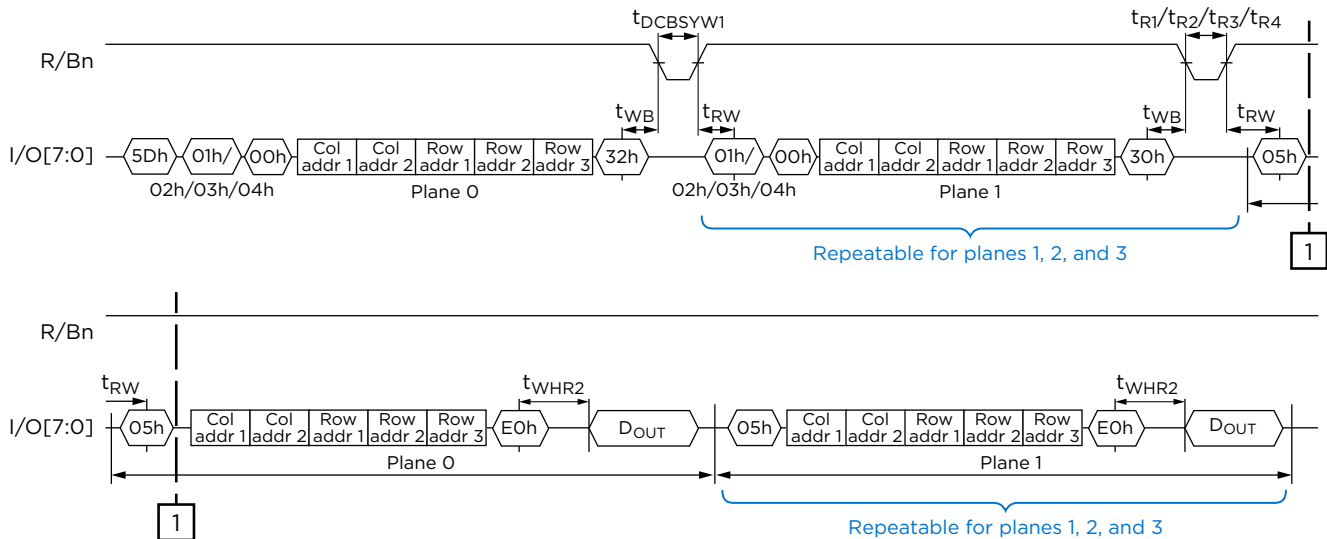 tDCBSYW1
tR1/tR2/tR3/tR4
R/Bn
tWB
tRW
tWB
tRW
I/O[7:0]
5Dh
01h/
00h
Col addr 1
Col addr 2
Row addr 1
Row addr 2
Row addr 3
32h
01h/
00h
Col addr 1
Col addr 2
Row addr 1
Row addr 2
Row addr 3
30h
05h
02h/03h/04h
Plane 0
02h/03h/04h
Plane 1
Repeatable for planes 1, 2, and 3
1
R/Bn
tRW
tWHR2
tWHR2
I/O[7:0]
05h
Col addr 1
Col addr 2
Row addr 1
Row addr 2
Row addr 3
E0h
DOUT
05h
Col addr 1
Col addr 2
Row addr 1
Row addr 2
Row addr 3
E0h
DOUT
Plane 0
Plane 1
1
Repeatable for planes 1, 2, and 3